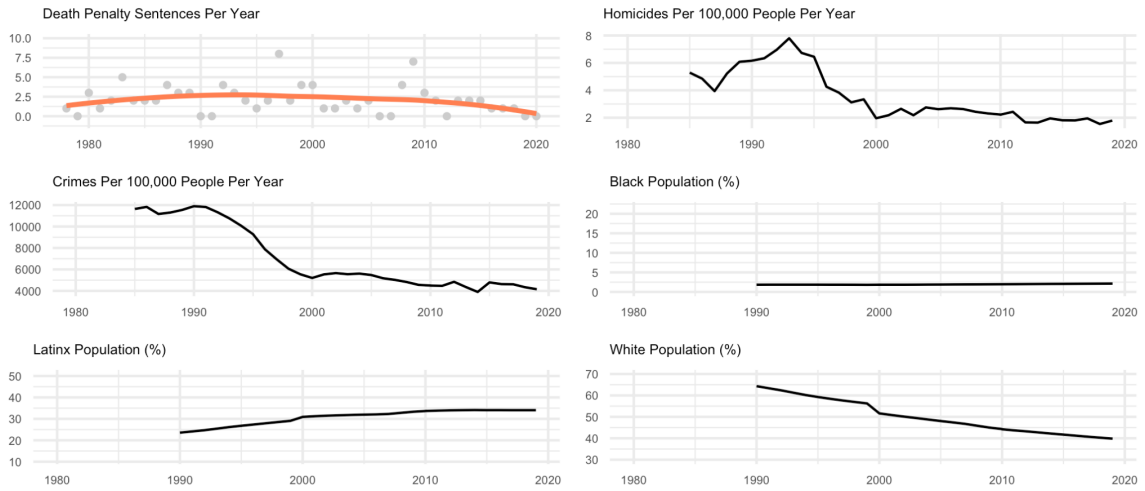 Death Penalty Sentences Per Year
10.0
7.5
5.0
2.5
0.0
1980 1990 2000 2010 2020
Homicides Per 100,000 People Per Year
8
6
4
2
1980 1990 2000 2010 2020
Crimes Per 100,000 People Per Year
12000
10000
8000
6000
4000
1980 1990 2000 2010 2020
Black Population (%)
20
15
10
5
0
1980 1990 2000 2010 2020
Latinx Population (%)
50
40
30
20
10
1980 1990 2000 2010 2020
White Population (%)
70
60
50
40
30
1980 1990 2000 2010 2020